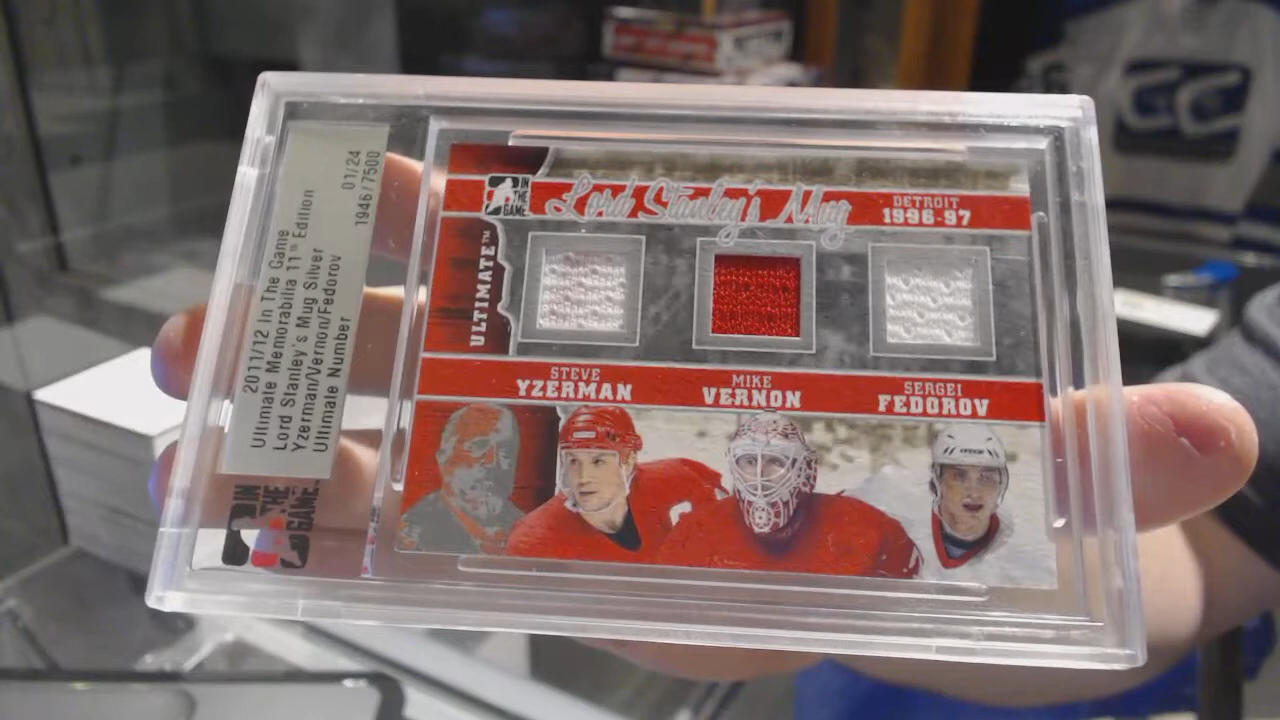 2011/12 In The Game 01/24
Ultimate Memorabilia 11th Edition 1946/7500
Lord Stanley's Mug Silver
Yzerman/Vernon/Fedorov
Ultimate Number
IN THE GAME™
IN
THE
GAME
Lord Stanley's Mug
DETROIT
1996-97
ULTIMATE™
STEVE
YZERMAN
MIKE
VERNON
SERGEI
FEDOROV